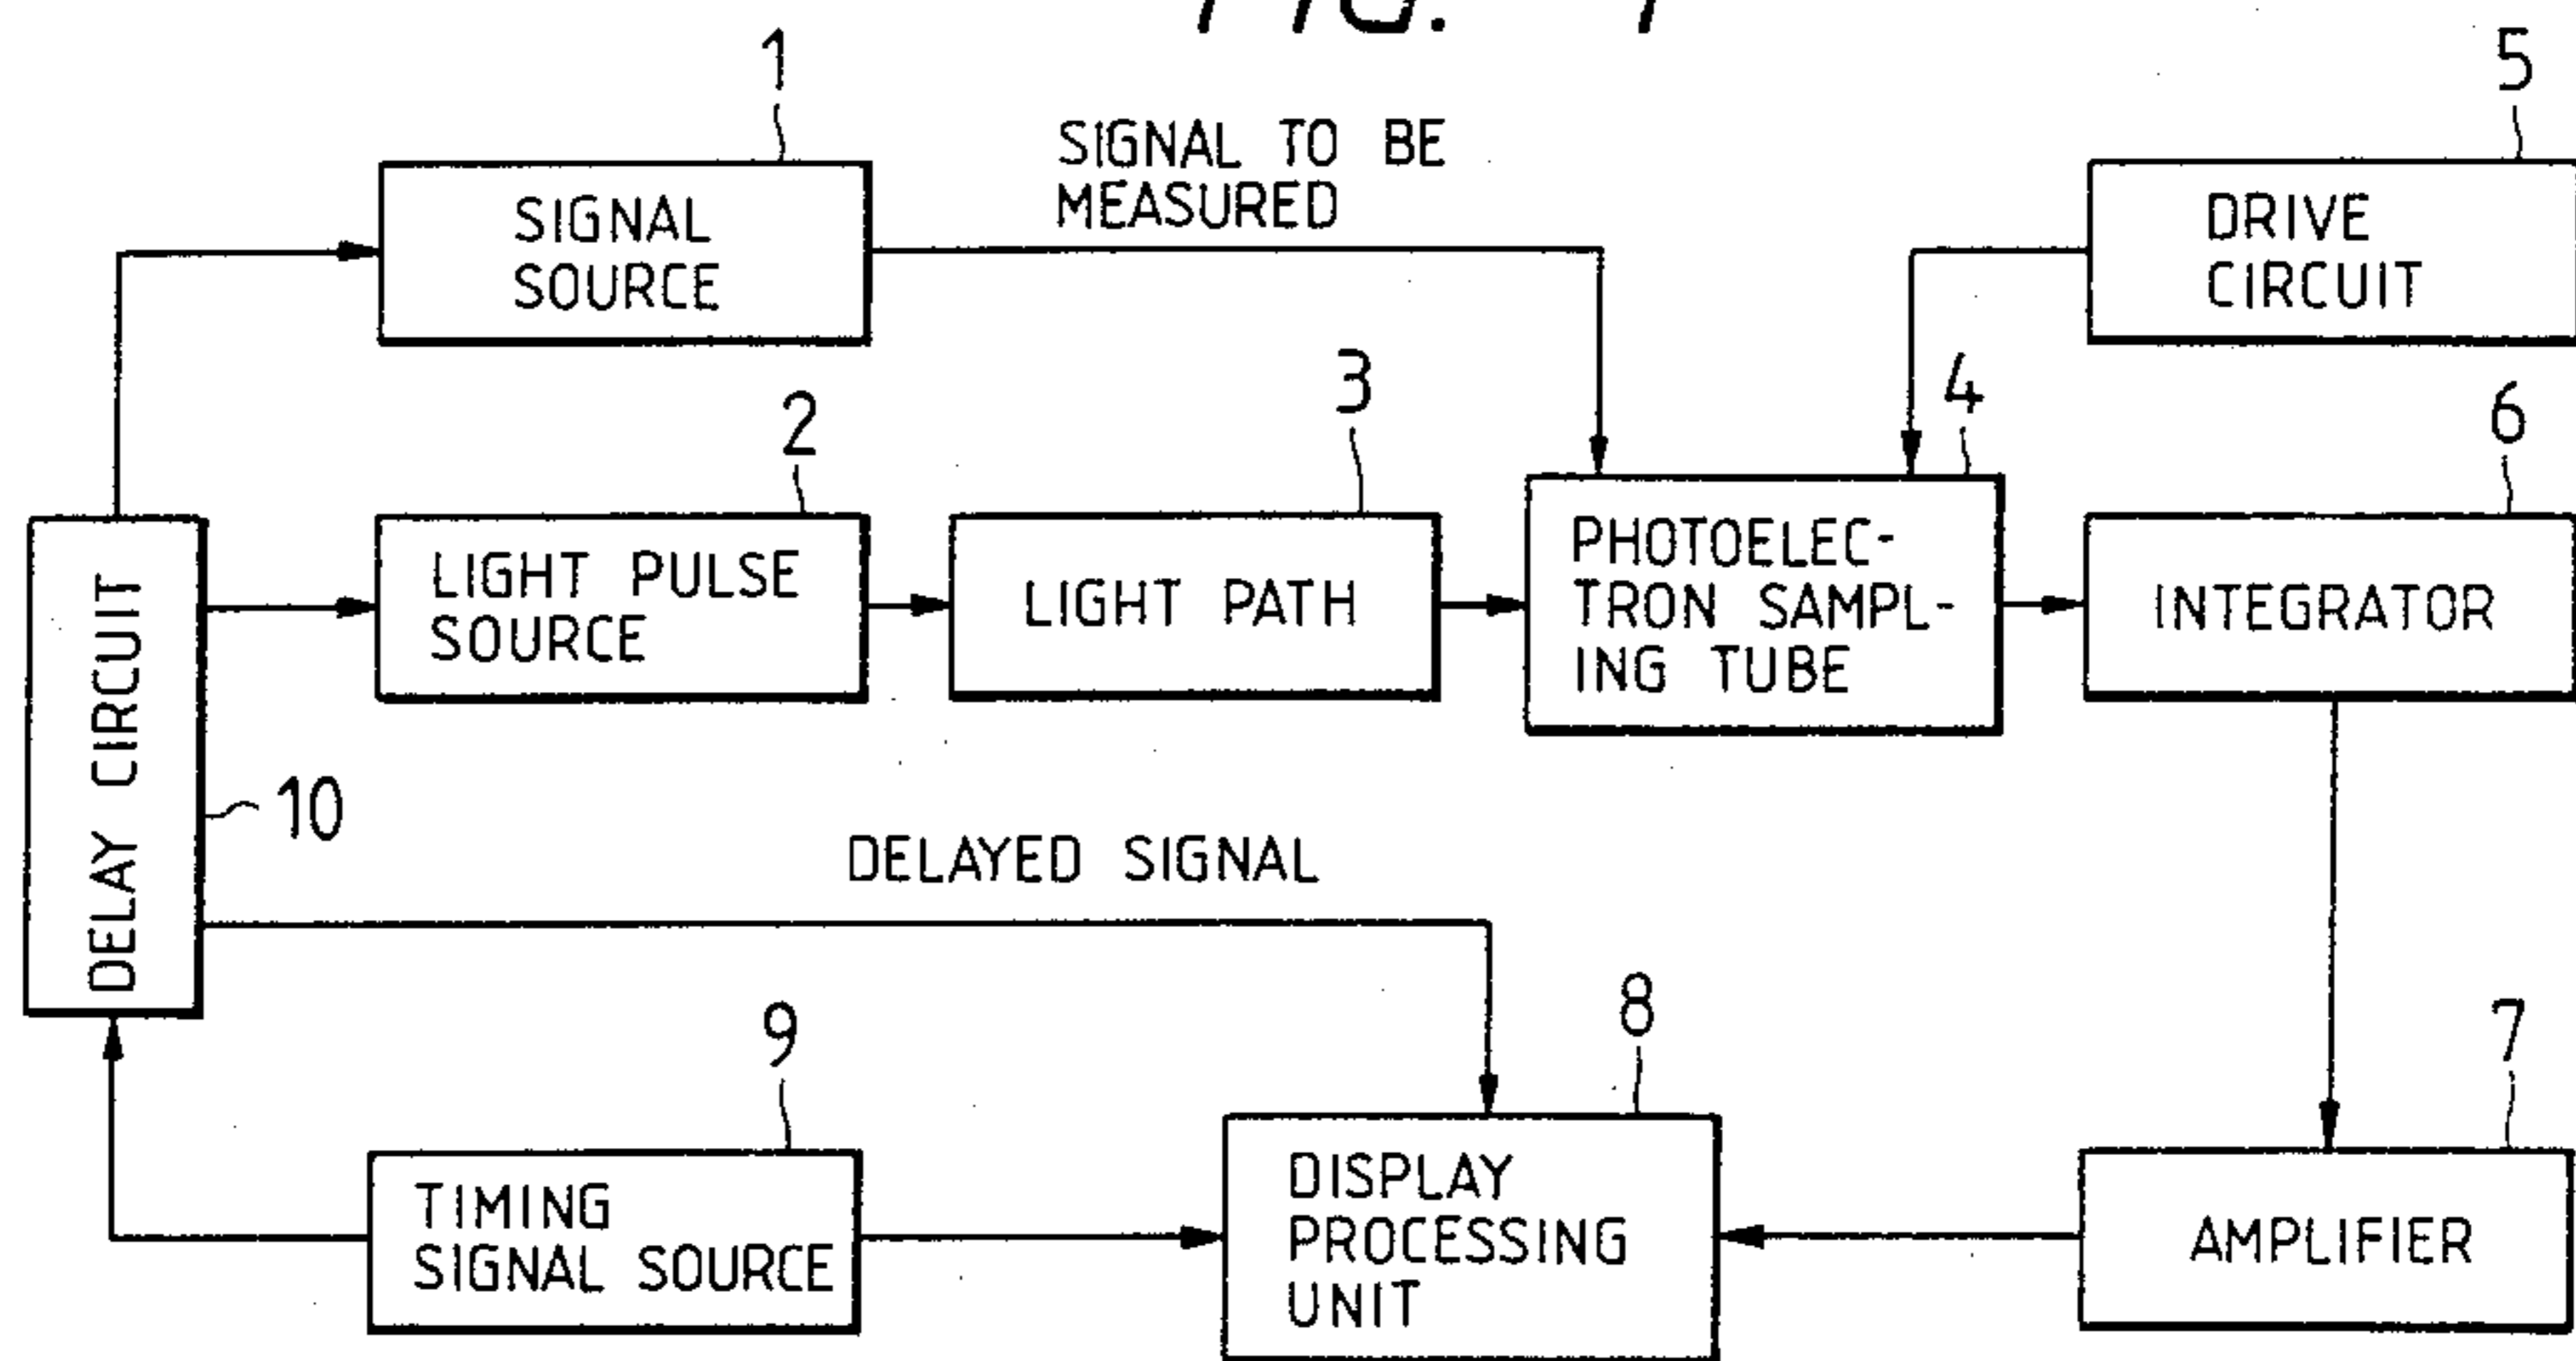 FIG. 1
1
5
SIGNAL TO BE
MEASURED
SIGNAL
SOURCE
DRIVE
CIRCUIT
3
4
2
6
PHOTOELEC-
TRON SAMPL-
ING TUBE
LIGHT PULSE
SOURCE
LIGHT PATH
INTEGRATOR
DELAY CIRCUIT
10
DELAYED SIGNAL
8
9
7
DISPLAY
PROCESSING
UNIT
TIMING
SIGNAL SOURCE
AMPLIFIER